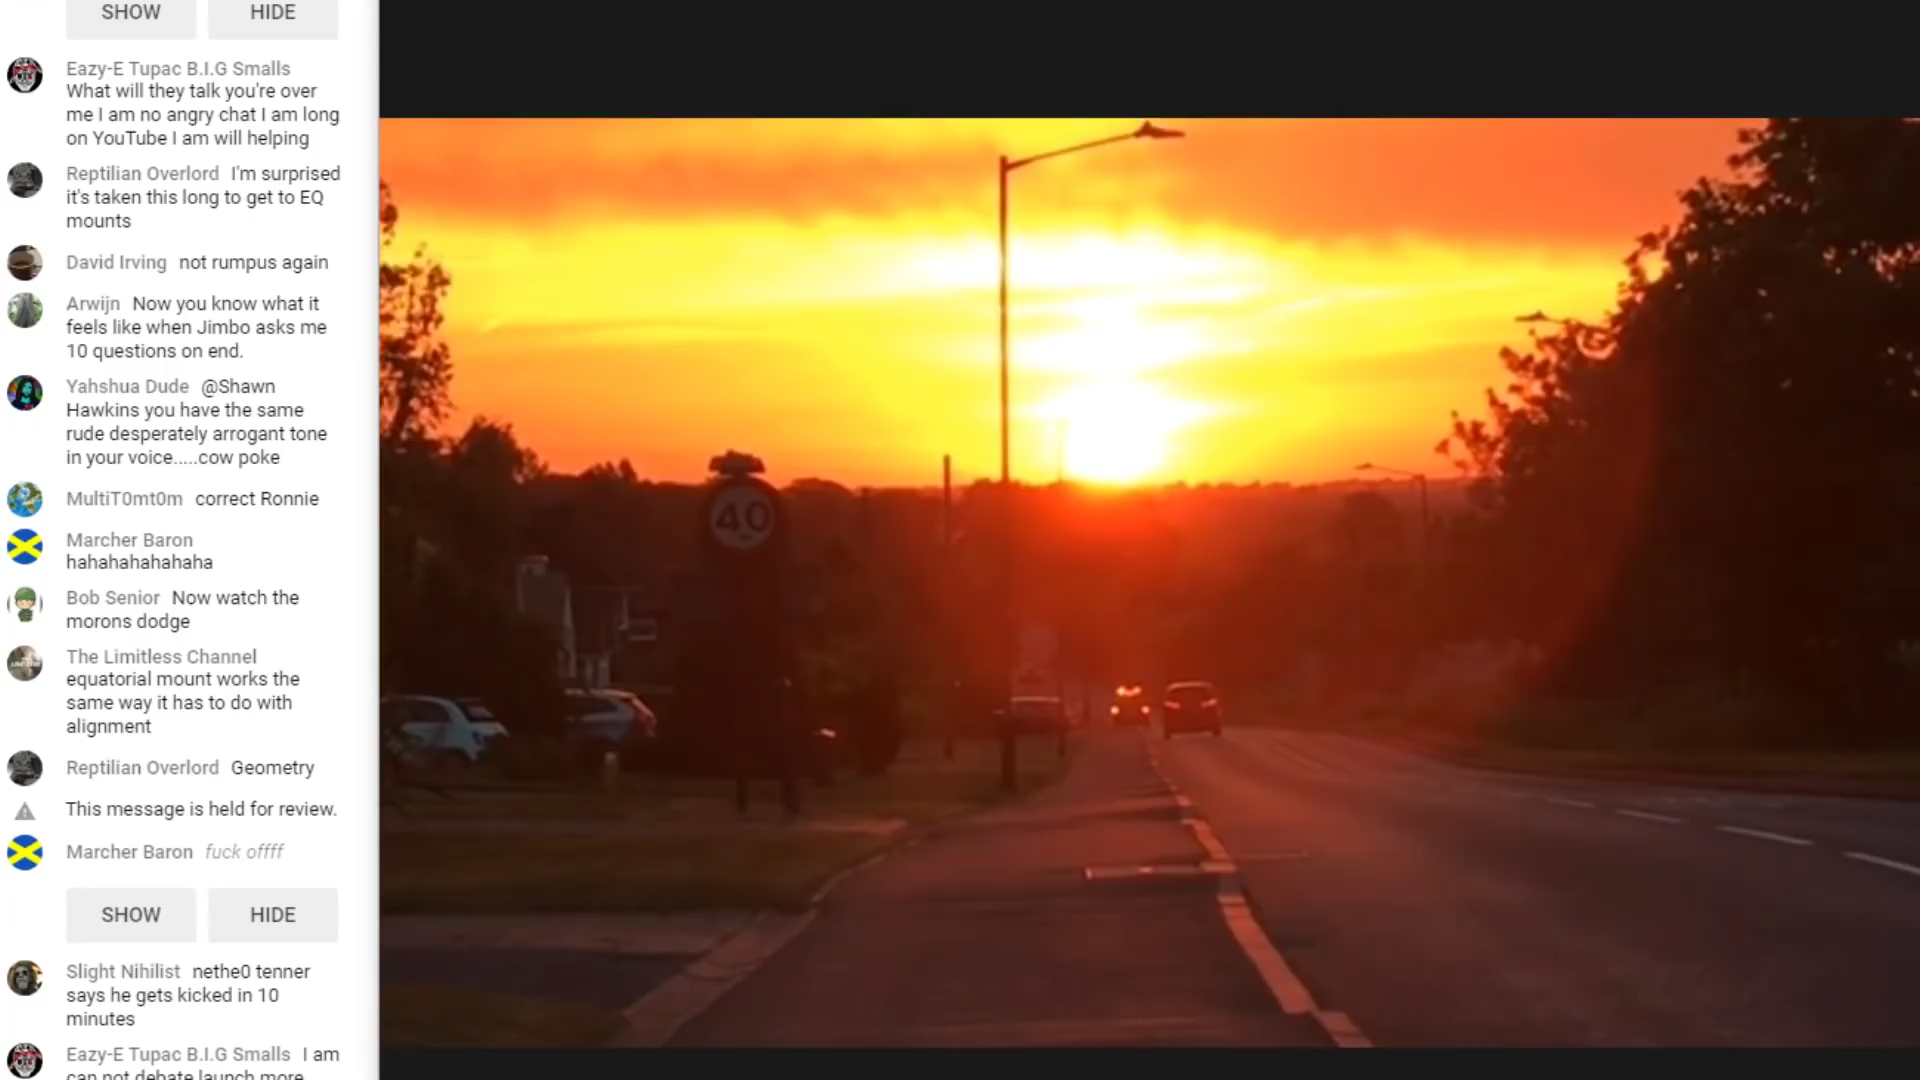 SHOW HIDE
Eazy-E Tupac B.I.G Smalls
What will they talk you're over
me I am no angry chat I am long
on YouTube I am will helping
Reptilian Overlord I'm surprised
it's taken this long to get to EQ
mounts
David Irving not rumpus again
Arwijn Now you know what it
feels like when Jimbo asks me
10 questions on end.
Yahshua Dude @Shawn
Hawkins you have the same
rude desperately arrogant tone
in your voice.....cow poke
MultiT0mt0m correct Ronnie
Marcher Baron
hahahahahahaha
Bob Senior Now watch the
morons dodge
The Limitless Channel
equatorial mount works the
same way it has to do with
alignment
Reptilian Overlord Geometry
This message is held for review.
Marcher Baron fuck offff
SHOW HIDE
Slight Nihilist nethe0 tenner
says he gets kicked in 10
minutes
Eazy-E Tupac B.I.G Smalls I am
can not debate launch more
40